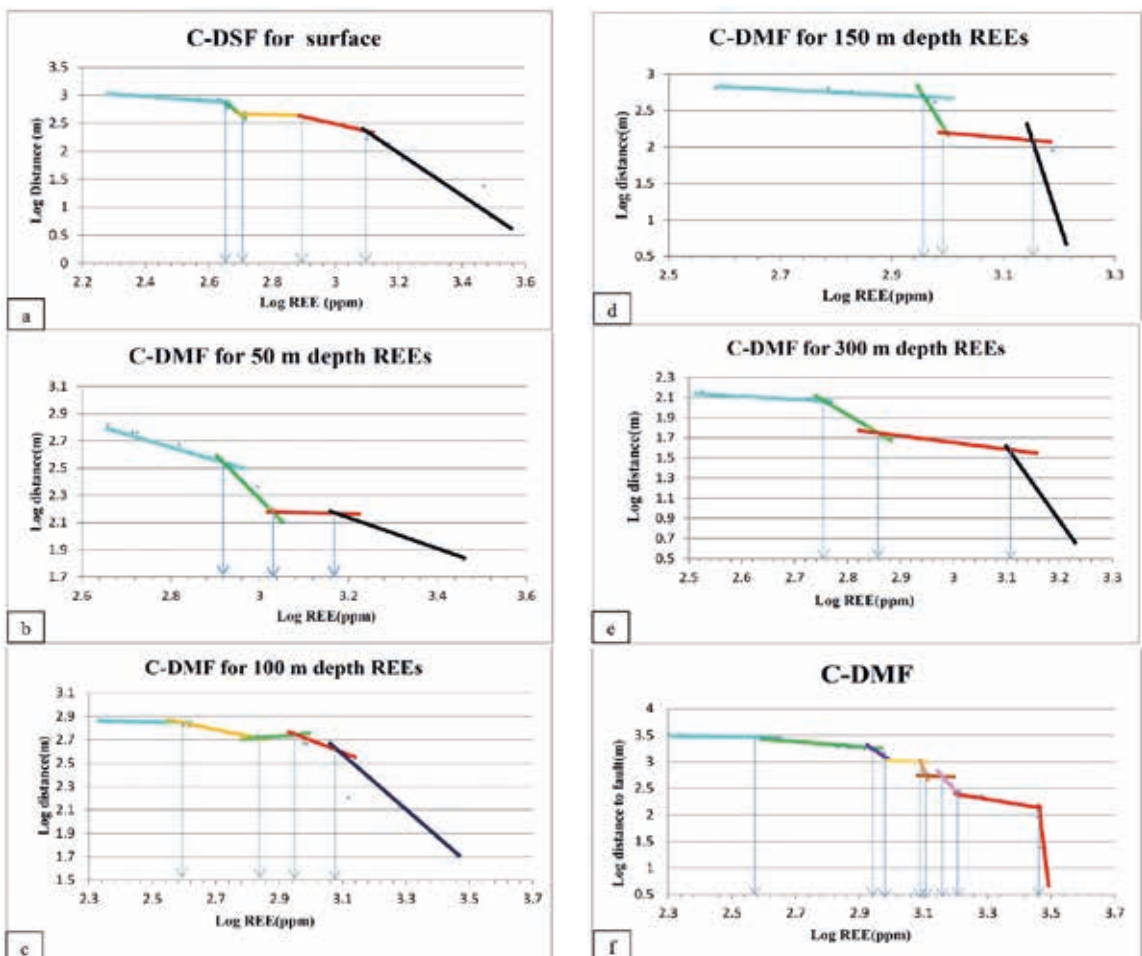 C-DSF for surface
Log Distance (m)
3.5
3
2.5
2
1.5
1
0.5
0
2.2 2.4 2.6 2.8 3 3.2 3.4 3.6
Log REE (ppm)
a
C-DMF for 50 m depth REEs
Log distance(m)
3.1
2.9
2.7
2.5
2.3
2.1
1.9
1.7
2.6 2.8 3 3.2 3.4 3.6
Log REE(ppm)
b
C-DMF for 100 m depth REEs
Log distance(m)
3.1
2.9
2.7
2.5
2.3
2.1
1.9
1.7
1.5
2.3 2.5 2.7 2.9 3.1 3.3 3.5 3.7
Log REE(ppm)
c
C-DMF for 150 m depth REEs
Log distance(m)
3
2.5
2
1.5
1
0.5
2.5 2.7 2.9 3.1 3.3
Log REE(ppm)
d
C-DMF for 300 m depth REEs
Log distance(m)
2.3
2.1
1.9
1.7
1.5
1.3
1.1
0.9
0.7
0.5
2.5 2.6 2.7 2.8 2.9 3 3.1 3.2 3.3
Log REE(ppm)
e
C-DMF
Log distance to fault(m)
4
3.5
3
2.5
2
1.5
1
0.5
2.3 2.5 2.7 2.9 3.1 3.3 3.5 3.7
Log REE(ppm)
f